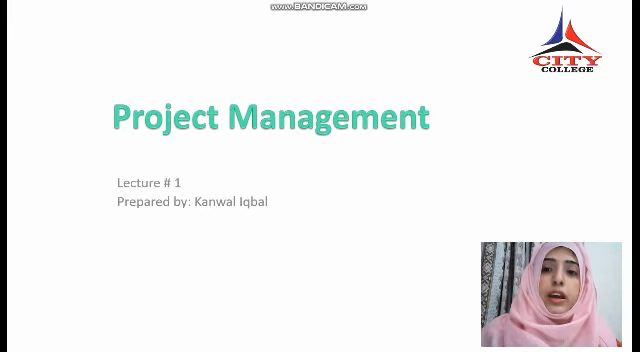 www.BANDICAM.com
CITY
COLLEGE
Project Management
Lecture # 1
Prepared by: Kanwal Iqbal